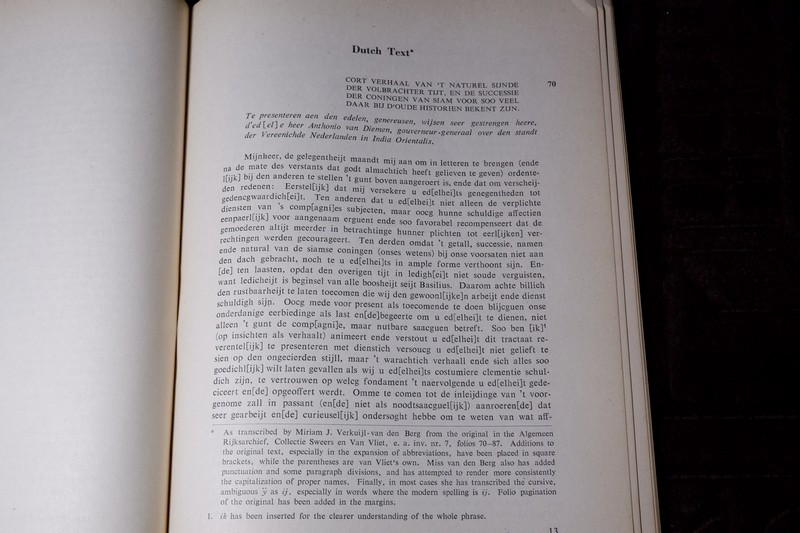 Dutch Text*
CORT VERHAAL VAN 'T NATUREL SIJNDE 70
DER VOLBRACHTER TIJT, EN DE SUCCESSIE
DER CONINGEN VAN SIAM VOOR SOO VEEL
DAAR BIJ D'OUDE HISTORIEN BEKENT ZIJN.
Te presenteren aen den edelen, genereusen, wijsen seer gestrengen heere,
d'ed[el]e heer Anthonio van Diemen, gouverneur-generaal over den standt
der Vereenichde Nederlanden in India Orientalis.
Mijnheer, de gelegentheijt maandt mij aan om in letteren te brengen (ende
na de mate des verstants dat godt almachtich heeft gelieven te geven) ordente-
l[ijk] bij den anderen te stellen 't gunt boven aangeroert is, ende dat om verscheij-
den redenen: Eerstel[ijk] dat mij versekere u ed[elhei]ts genegentheden tot
gedencgwaardich[ei]t. Ten anderen dat u ed[elhei]t niet alleen de verplichte
diensten van 's comp[agni]es subjecten, maar oocg hunne schuldige affectien
eenpaerl[ijk] voor aangenaam erguent ende soo favorabel recompenseert dat de
gemoederen altijt meerder in betrachtinge hunner plichten tot eerl[ijken] ver-
rechtingen werden gecourageert. Ten derden omdat 't getall, successie, namen
ende natural van de siamse coningen (onses wetens) bij onse voorsaten niet aan
den dach gebracht, noch te u ed[elhei]ts in ample forme verthoont sijn. En-
[de] ten laasten, opdat den overigen tijt in ledigh[ei]t niet soude verguisten,
want ledicheijt is beginsel van alle boosheijt seijt Basilius. Daarom achte billich
den rustbaarheijt te laten toecomen die wij den gewoonl[ijke]n arbeijt ende dienst
schuldigh sijn. Oocg mede voor present als toecomende te doen blijcguen onse
onderdanige eerbiedinge als last en[de]begeerte om u ed[elhei]t te dienen, niet
alleen 't gunt de comp[agni]e, maar nutbare saacguen betreft. Soo ben [ik]¹
(op insichten als verhaalt) animeert ende verstout u ed[elhei]t dit tractaat re-
verentel[ijk] te presenteren met dienstich versoucg u ed[elhei]t niet gelieft te
sien op den ongecierden stijll, maar 't warachtich verhaall ende sich alles soo
goedichl[ijk] wilt laten gevallen als wij u ed[elhei]ts costumiere clementie schul-
dich zijn, te vertrouwen op welcg fondament 't naervolgende u ed[elhei]t gede-
ciceert en[de] opgeoffert werdt. Omme te comen tot de inleijdinge van 't voor-
genome zall in passant (en[de] niet als noodtsaecguel[ijk]) aanroeren[de] dat
seer gearbeijt en[de] curieusel[ijk] ondersoght hebbe om te weten van wat aff-
* As transcribed by Miriam J. Verkuijl-van den Berg from the original in the Algemeen
Rijksarchief, Collectie Sweers en Van Vliet, e. a. inv. nr. 7, folios 70–87. Additions to
the original text, especially in the expansion of abbreviations, have been placed in square
brackets, while the parentheses are van Vliet's own. Miss van den Berg also has added
punctuation and some paragraph divisions, and has attempted to render more consistently
the capitalization of proper names. Finally, in most cases she has transcribed the cursive,
ambiguous ÿ as ij, especially in words where the modern spelling is ij. Folio pagination
of the original has been added in the margins.
1. ik has been inserted for the clearer understanding of the whole phrase.
13